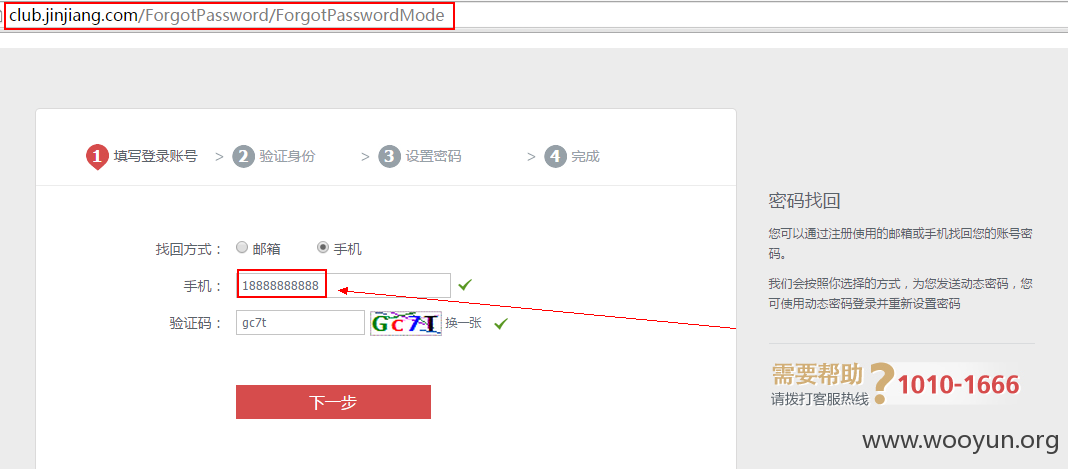 club.jinjiang.com/ForgotPassword/ForgotPasswordMode
1 填写登录账号 > 2 验证身份 > 3 设置密码 > 4 完成
找回方式： 邮箱 手机
手机： 18888888888
验证码： gc7t Gc7T 换一张
下一步
密码找回
您可以通过注册使用的邮箱或手机找回您的账号密
码。
我们会按照你选择的方式，为您发送动态密码，您
可使用动态密码登录并重新设置密码
需要帮助?
请拨打客服热线
1010-1666
www.wooyun.org